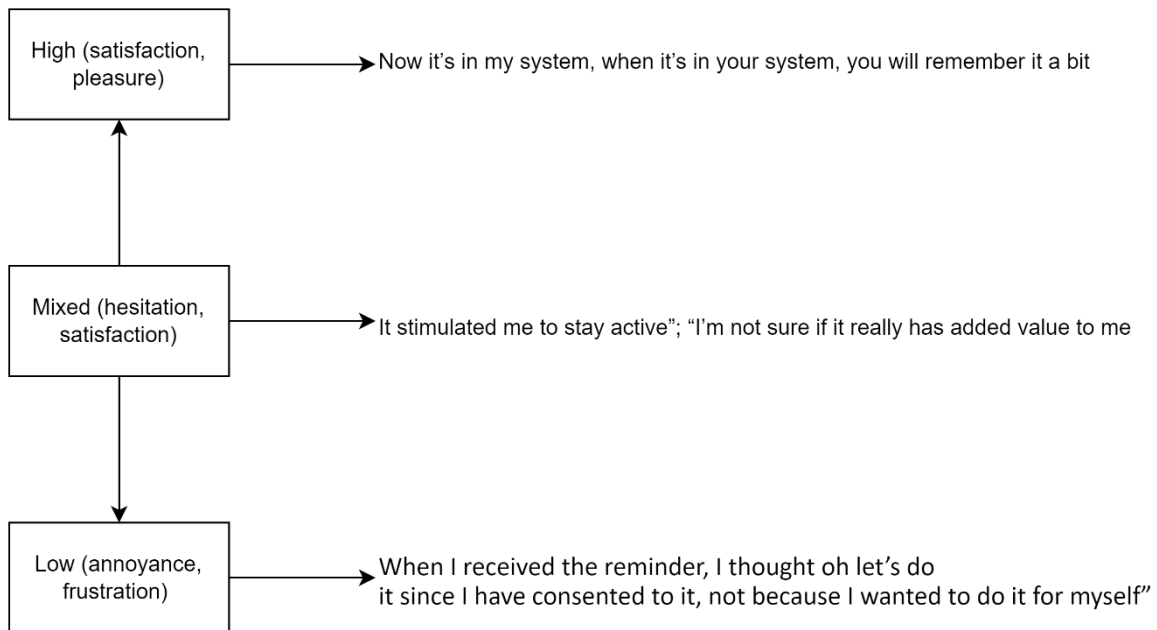 High (satisfaction,
pleasure)
Now it’s in my system, when it’s in your system, you will remember it a bit
Mixed (hesitation,
satisfaction)
It stimulated me to stay active”; “I’m not sure if it really has added value to me
Low (annoyance,
frustration)
When I received the reminder, I thought oh let’s do
it since I have consented to it, not because I wanted to do it for myself”